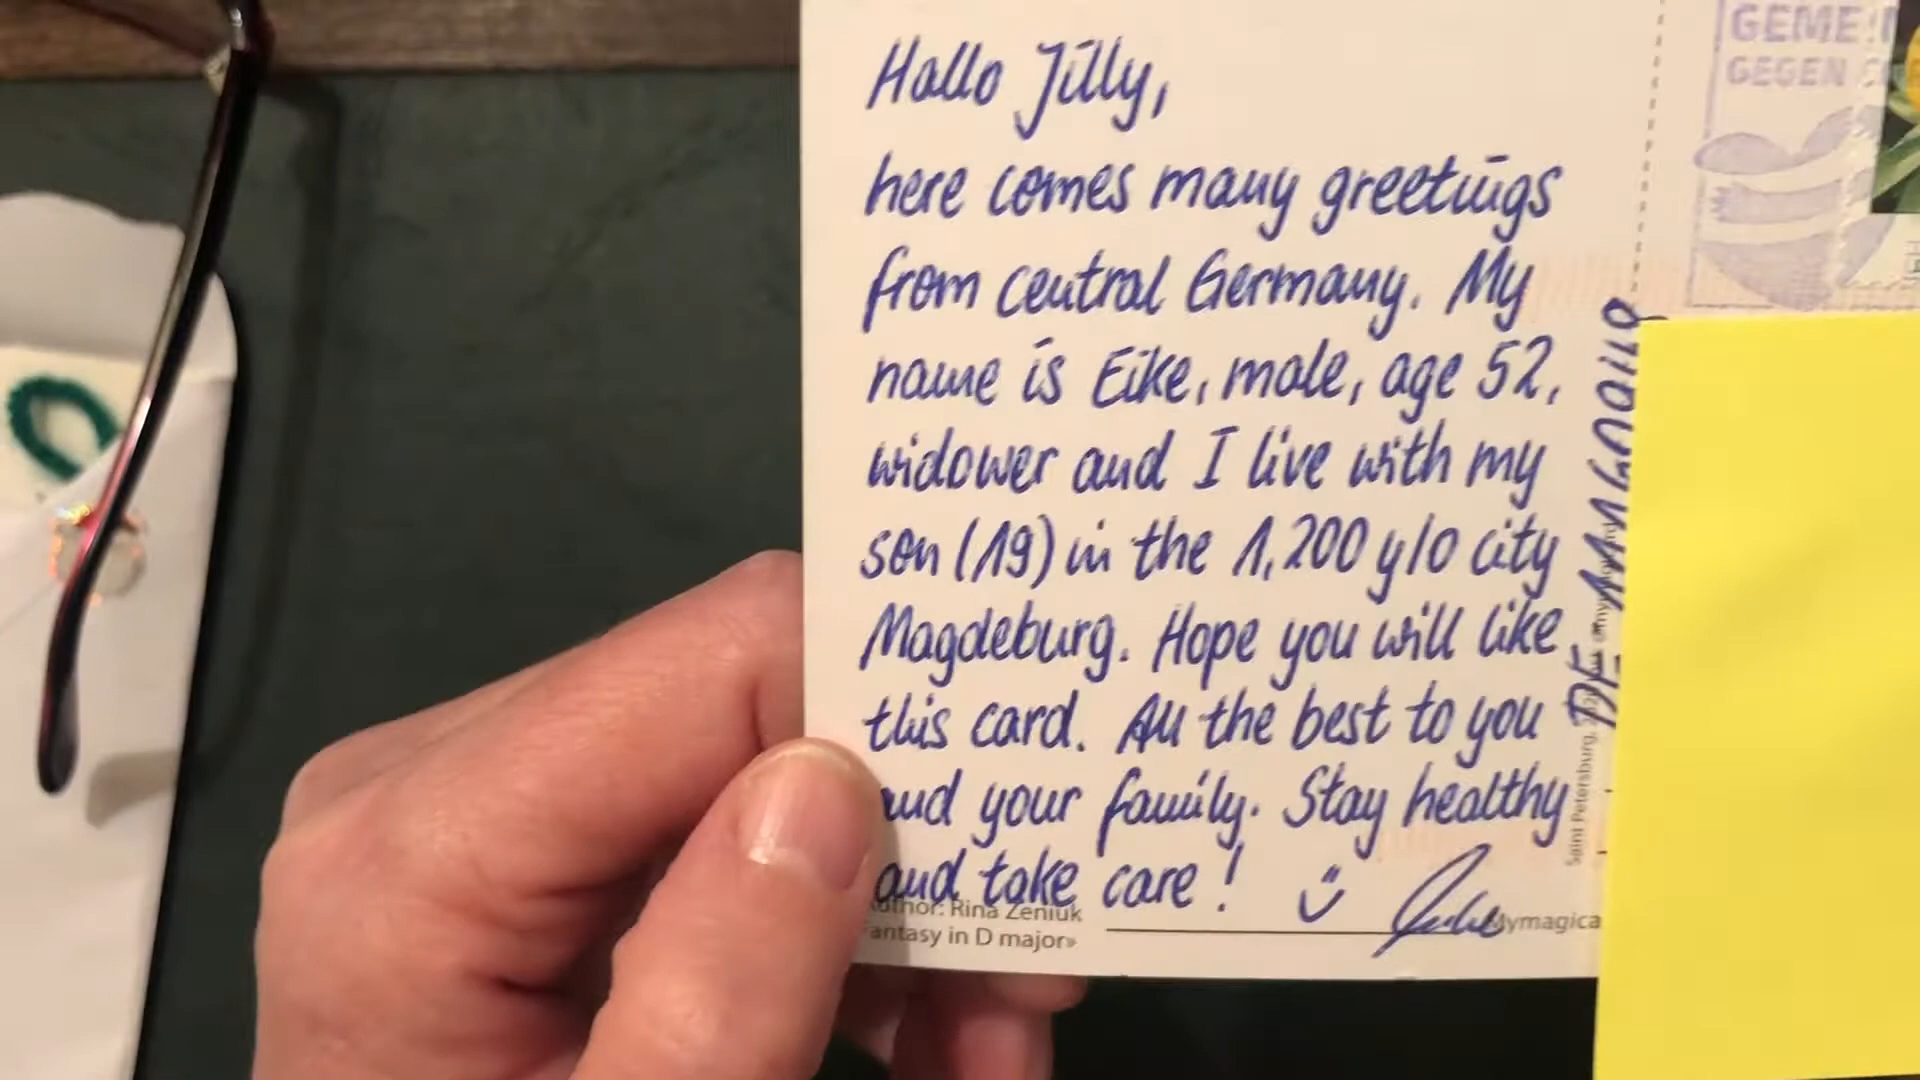 Hallo Jilly,
here comes many greetings
from central Germany. My
name is Eike, male, age 52,
widower and I live with my
son (19) in the 1,200 y/o city
Magdeburg. Hope you will like
this card. All the best to you
and your family. Stay healthy
and take care!
Author: Rina Zeniuk
Fantasy in D major»
Mymagica
Saint Petersburg,
DE-
GEMEIN
GEGEN